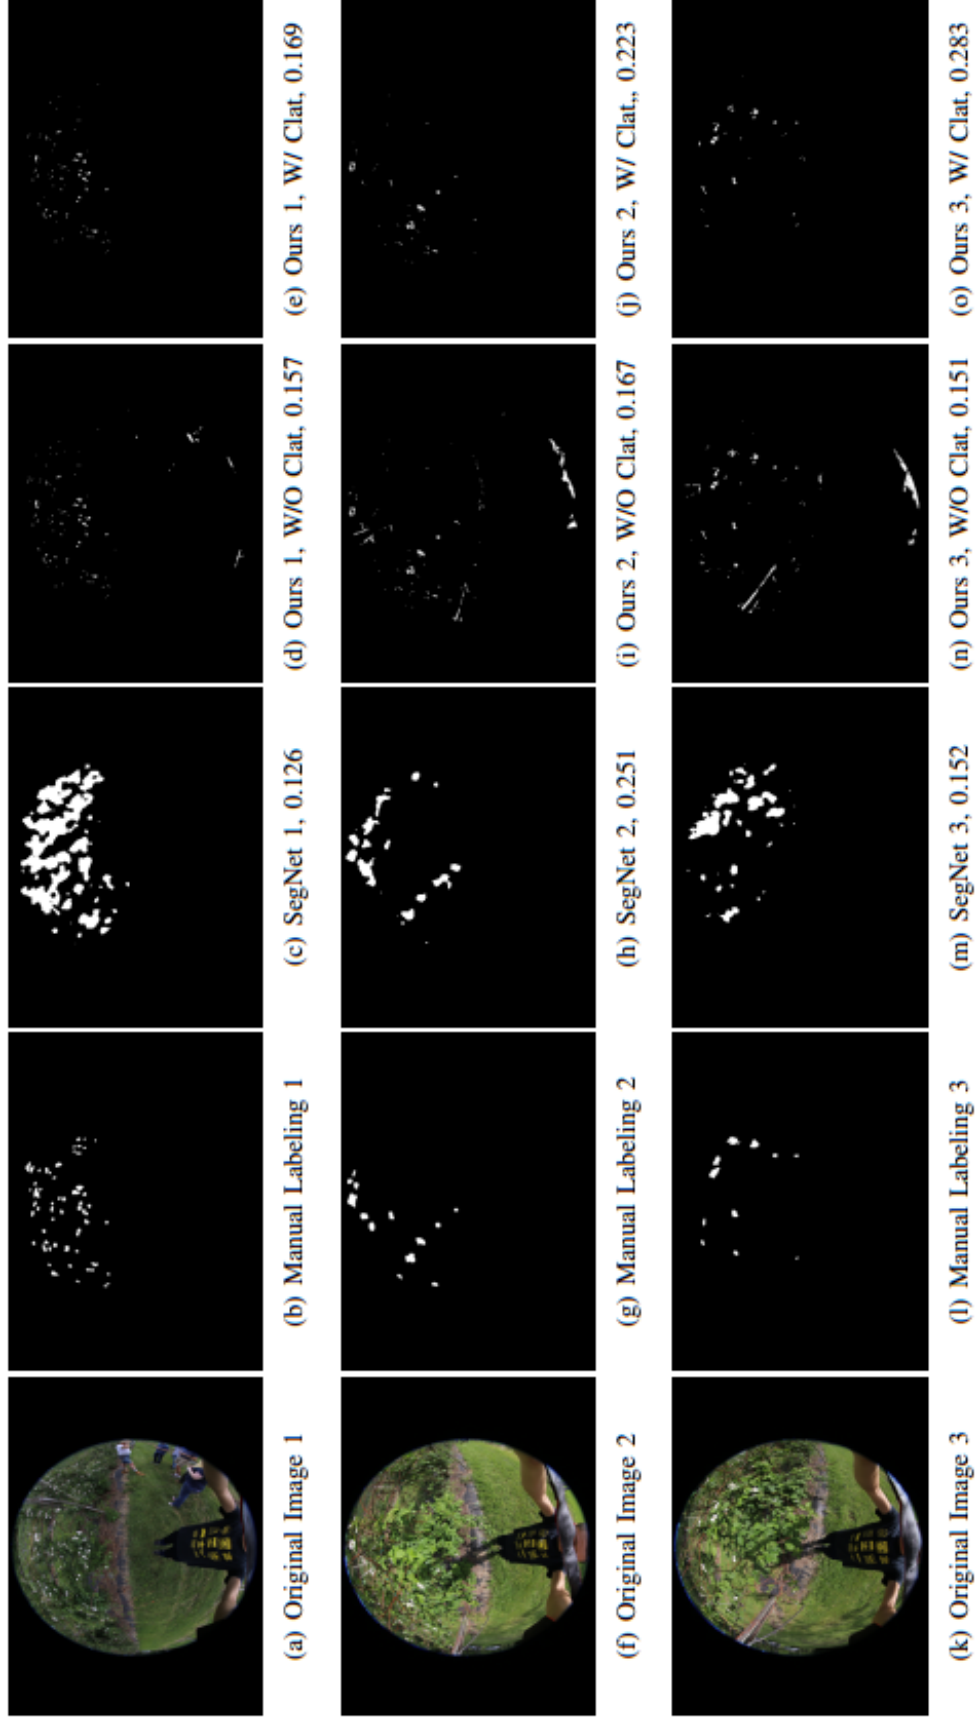 (a) Original Image 1
(b) Manual Labeling 1
(c) SegNet 1, 0.126
(d) Ours 1, W/O Clat, 0.157
(e) Ours 1, W/ Clat, 0.169
(f) Original Image 2
(g) Manual Labeling 2
(h) SegNet 2, 0.251
(i) Ours 2, W/O Clat, 0.167
(j) Ours 2, W/ Clat,, 0.223
(k) Original Image 3
(l) Manual Labeling 3
(m) SegNet 3, 0.152
(n) Ours 3, W/O Clat, 0.151
(o) Ours 3, W/ Clat, 0.283